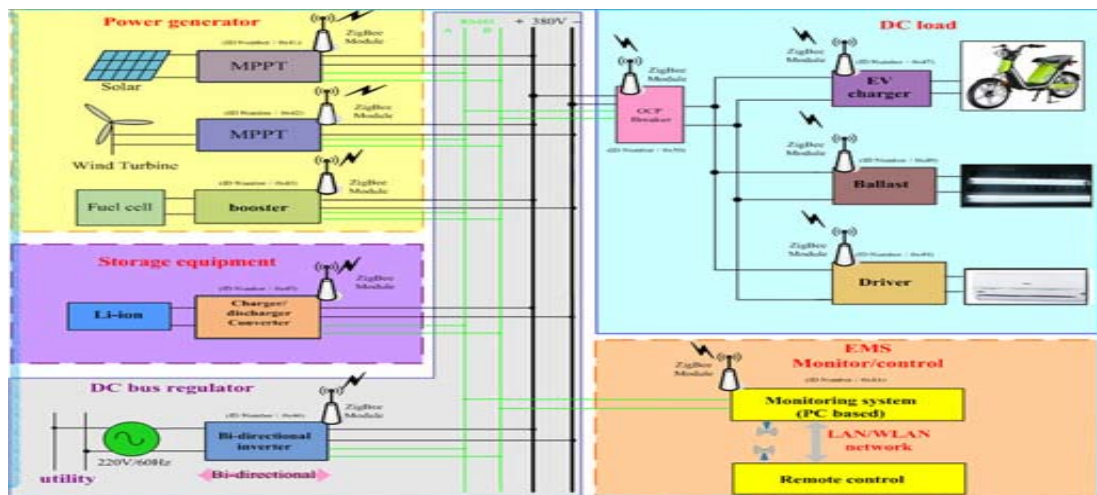 Power generator
ZigBee
Module
MPPT
Solar
ZigBee
Module
MPPT
Wind Turbine
ZigBee
Module
Fuel cell
booster
Storage equipment
ZigBee
Module
Li-ion
Charger/
discharger
Converter
DC bus regulator
ZigBee
Module
Bi-directional
inverter
220V/60Hz
utility
Bi-directional
A
B
+ 380V -
DC load
ZigBee
Module
OCP
Breaker
ZigBee
Module
EV
charger
ZigBee
Module
Ballast
ZigBee
Module
Driver
EMS
Monitor/control
ZigBee
Module
Monitoring system
(PC based)
LAN/WLAN
network
Remote control